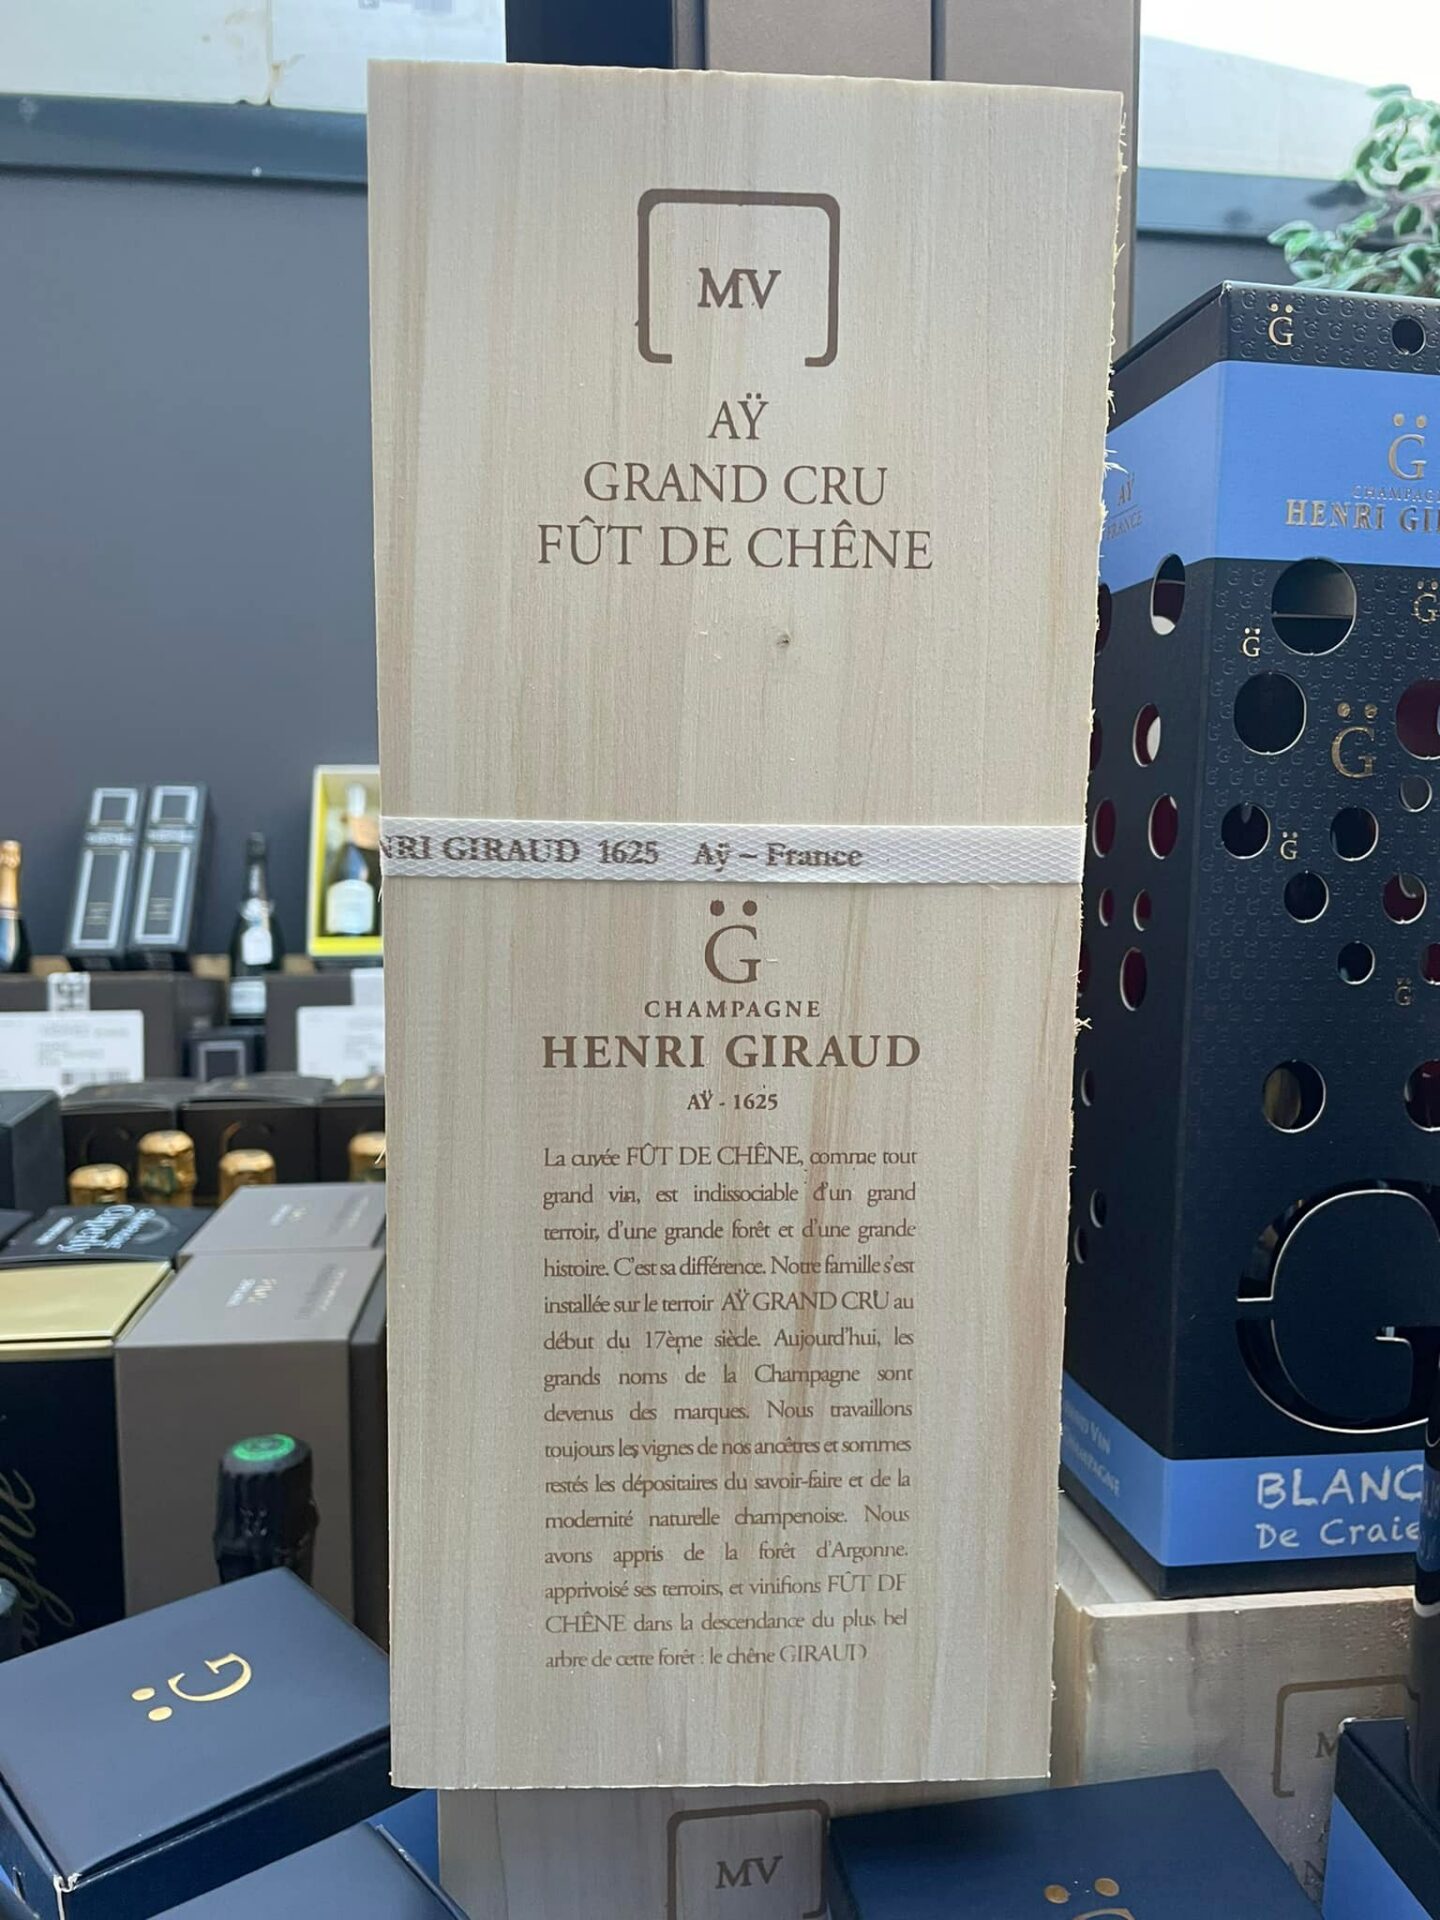 MV
AŸ
GRAND CRU
FÛT DE CHÊNE
NRI GIRAUD 1625 Aÿ – France
G̈
CHAMPAGNE
HENRI GIRAUD
AŸ - 1625
La cuvée FÛT DE CHÊNE, comme tout
grand vin, est indissociable d'un grand
terroir, d'une grande forêt et d'une grande
histoire. C'est sa différence. Notre famille s'est
installée sur le terroir AŸ GRAND CRU au
début du 17ème siècle. Aujourd'hui, les
grands noms de la Champagne sont
devenus des marques. Nous travaillons
toujours les vignes de nos ancêtres et sommes
restés les dépositaires du savoir-faire et de la
modernité naturelle champenoise. Nous
avons appris de la forêt d'Argonne.
apprivoisé ses terroirs, et vinifions FÛT DE
CHÊNE dans la descendance du plus bel
arbre de cette forêt : le chêne GIRAUD
G̈
G̈
CHAMPAGN
HENRI GI
AŸ
FRANCE
BLANC
De Craie
G̈
MV